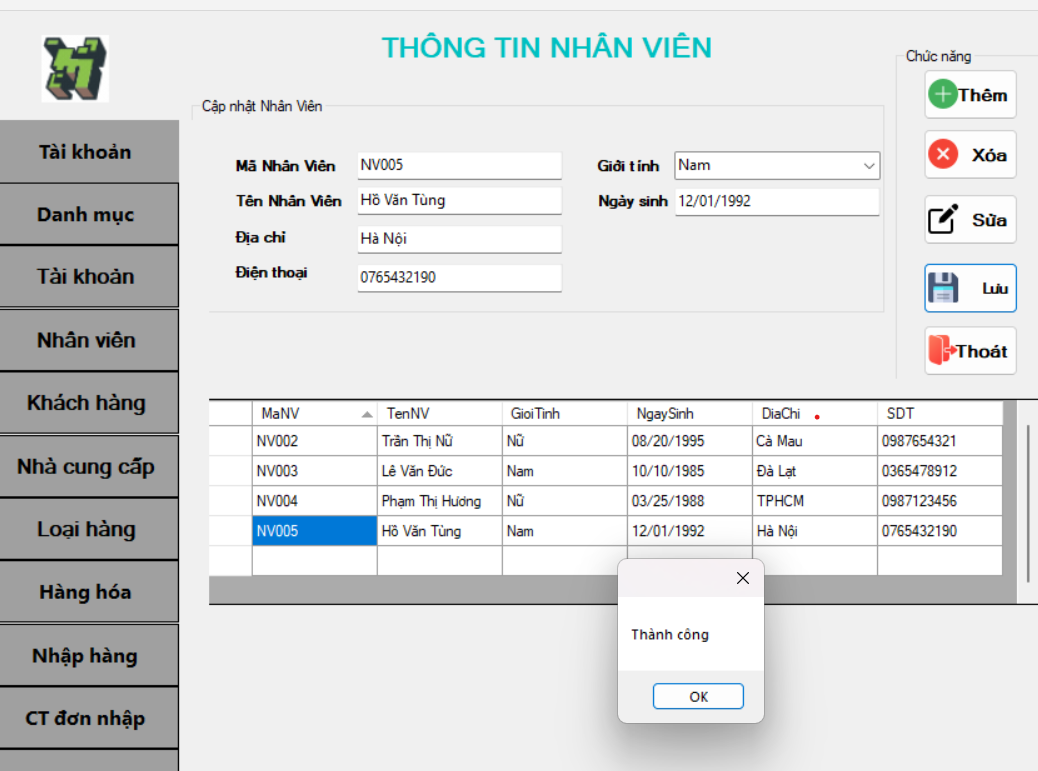 THÔNG TIN NHÂN VIÊN
Chức năng
Thêm
Xóa
Sửa
Lưu
Thoát
Cập nhật Nhân Viên
Mã Nhân Viên NV005 Giới tính Nam
Tên Nhân Viên Hồ Văn Tùng Ngày sinh 12/01/1992
Địa chỉ Hà Nội
Điện thoại 0765432190
Tài khoản
Danh mục
Tài khoản
Nhân viên
Khách hàng
Nhà cung cấp
Loại hàng
Hàng hóa
Nhập hàng
CT đơn nhập
MaNV TenNV GioiTinh NgaySinh DiaChi SDT
NV002 Trần Thị Nữ Nữ 08/20/1995 Cà Mau 0987654321
NV003 Lê Văn Đức Nam 10/10/1985 Đà Lạt 0365478912
NV004 Phạm Thị Hương Nữ 03/25/1988 TPHCM 0987123456
NV005 Hồ Văn Tùng Nam 12/01/1992 Hà Nội 0765432190
Thành công
OK